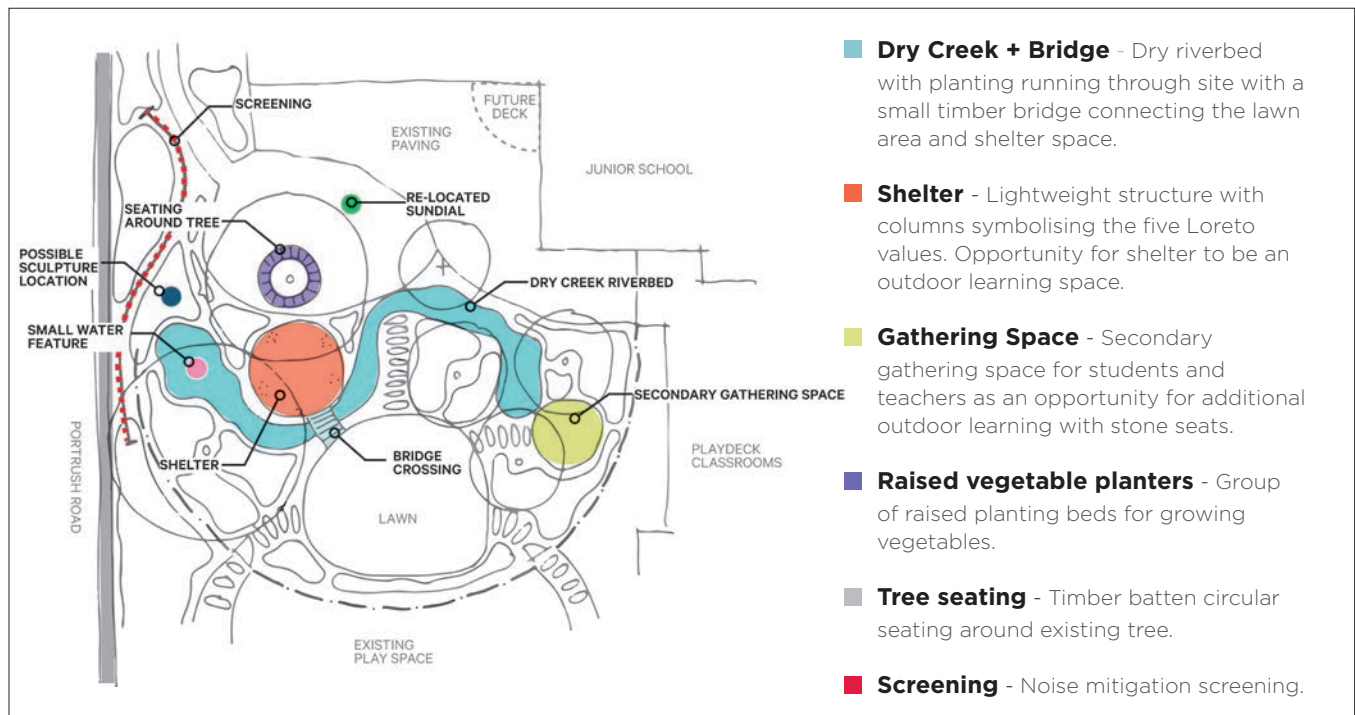 SCREENING
FUTURE
DECK
EXISTING
PAVING
JUNIOR SCHOOL
SEATING
AROUND TREE
RE-LOCATED
SUNDIAL
POSSIBLE
SCULPTURE
LOCATION
DRY CREEK RIVERBED
SMALL WATER
FEATURE
SECONDARY GATHERING SPACE
PORTRUSH ROAD
SHELTER
BRIDGE
CROSSING
PLAYDECK
CLASSROOMS
LAWN
EXISTING
PLAY SPACE
Dry Creek + Bridge - Dry riverbed
with planting running through site with a
small timber bridge connecting the lawn
area and shelter space.
Shelter - Lightweight structure with
columns symbolising the five Loreto
values. Opportunity for shelter to be an
outdoor learning space.
Gathering Space - Secondary
gathering space for students and
teachers as an opportunity for additional
outdoor learning with stone seats.
Raised vegetable planters - Group
of raised planting beds for growing
vegetables.
Tree seating - Timber batten circular
seating around existing tree.
Screening - Noise mitigation screening.